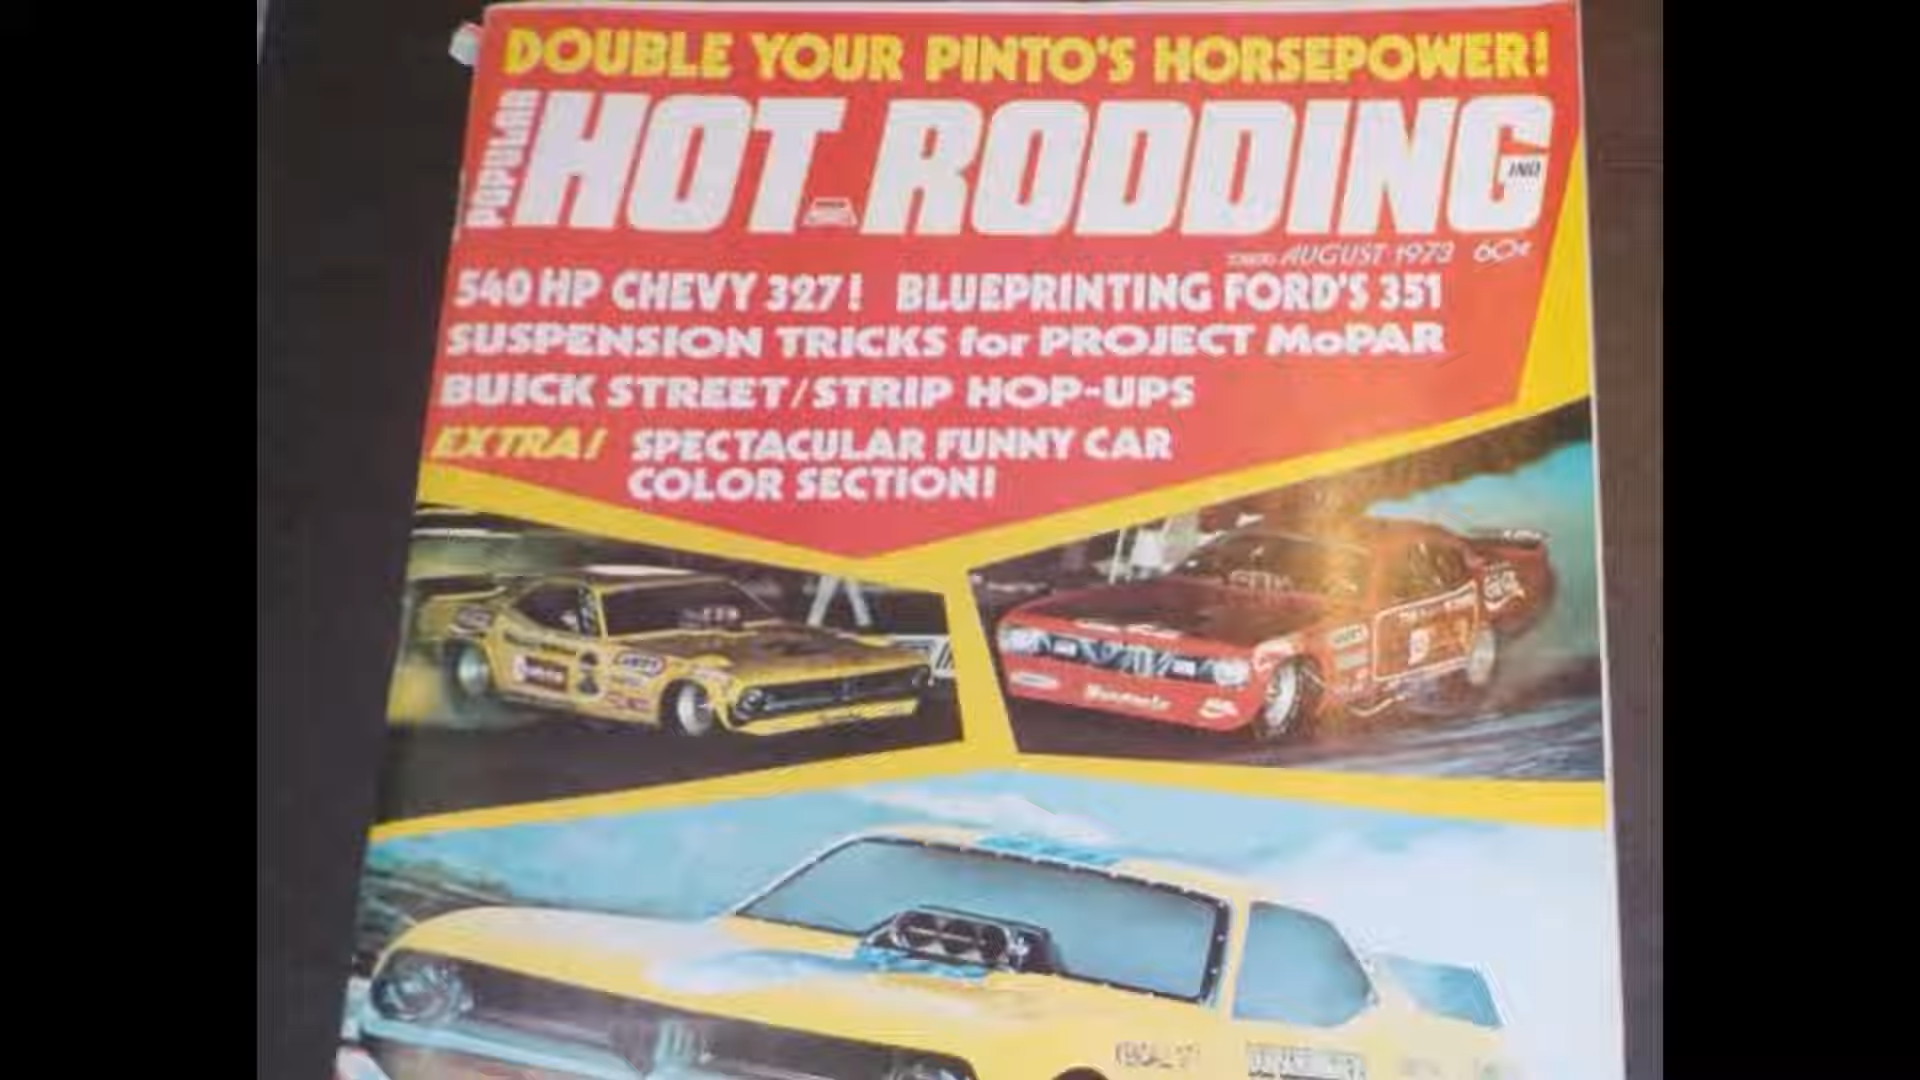 DOUBLE YOUR PINTO'S HORSEPOWER!
POPULAR
HOT RODDING
IND
AUGUST 1973 60¢
540 HP CHEVY 327! BLUEPRINTING FORD'S 351
SUSPENSION TRICKS for PROJECT MoPAR
BUICK STREET/STRIP HOP-UPS
EXTRA! SPECTACULAR FUNNY CAR
COLOR SECTION!